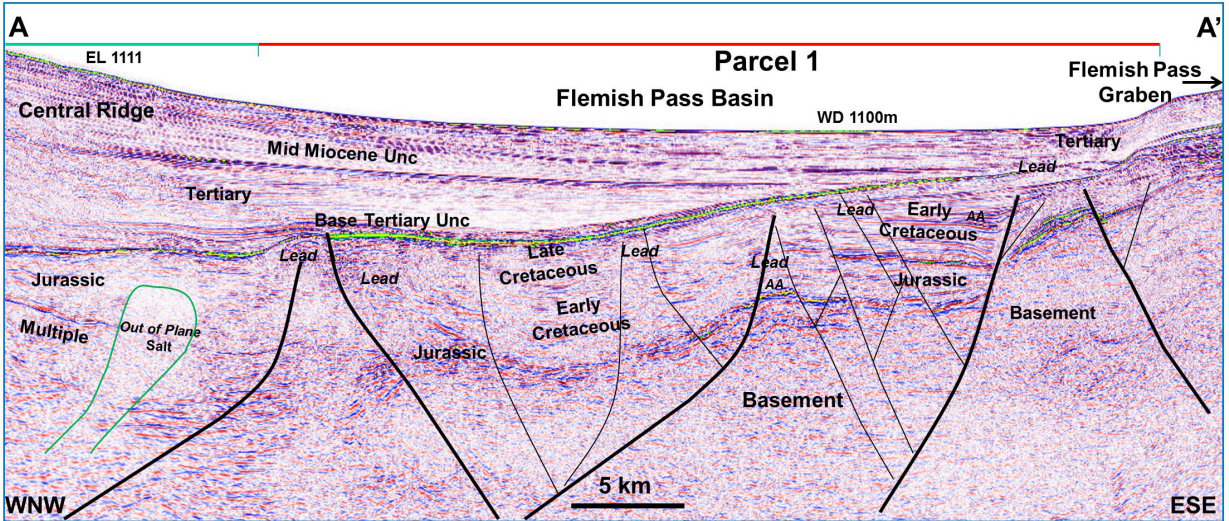 A
A’
EL 1111
Parcel 1
Flemish Pass
Graben
Flemish Pass Basin
WD 1100m
Central Ridge
Mid Miocene Unc
Tertiary
Lead
Tertiary
Base Tertiary Unc
Lead
Early
Cretaceous
AA
Lead
Lead
Late
Cretaceous
Lead
Lead
AA
Jurassic
Jurassic
Early
Cretaceous
Basement
Multiple
Out of Plane
Salt
Jurassic
Basement
5 km
WNW
ESE